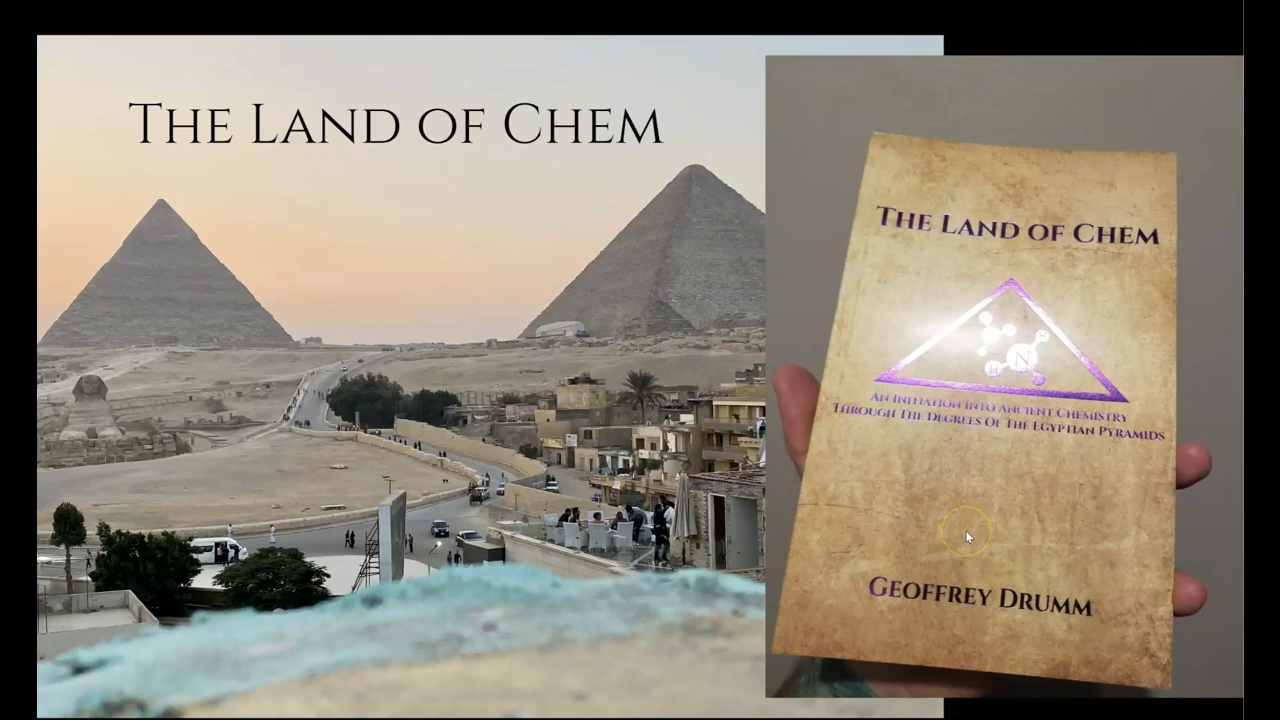 The Land of Chem
The Land of Chem
N
H
An Initiation Into Ancient Chemistry
Through The Degrees Of The Egyptian Pyramids
Geoffrey Drumm